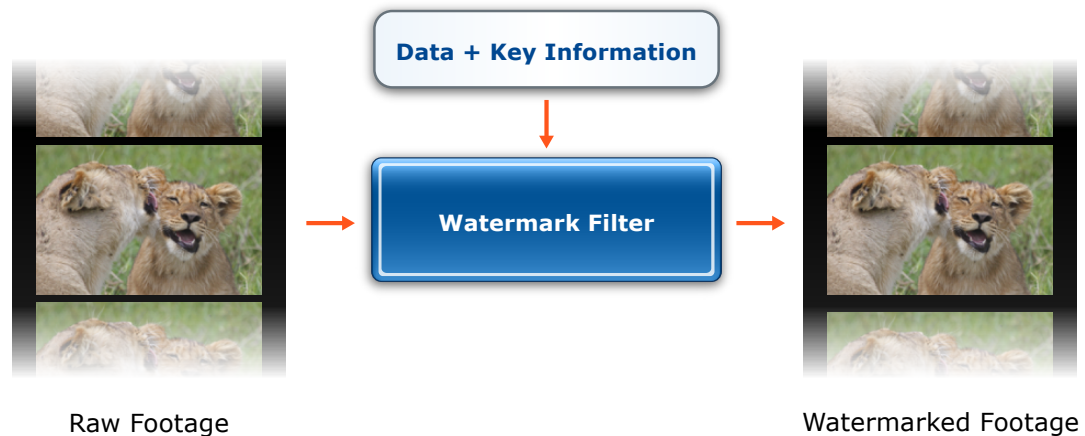 Data + Key Information
Watermark Filter
Raw Footage
Watermarked Footage